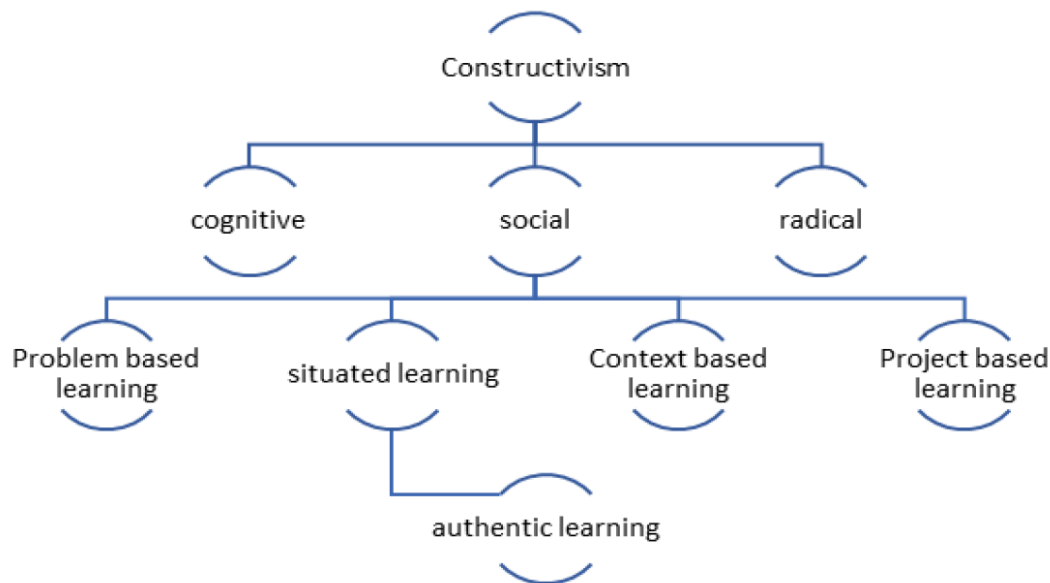 Constructivism
cognitive
social
radical
Problem based
learning
situated learning
Context based
learning
Project based
learning
authentic learning